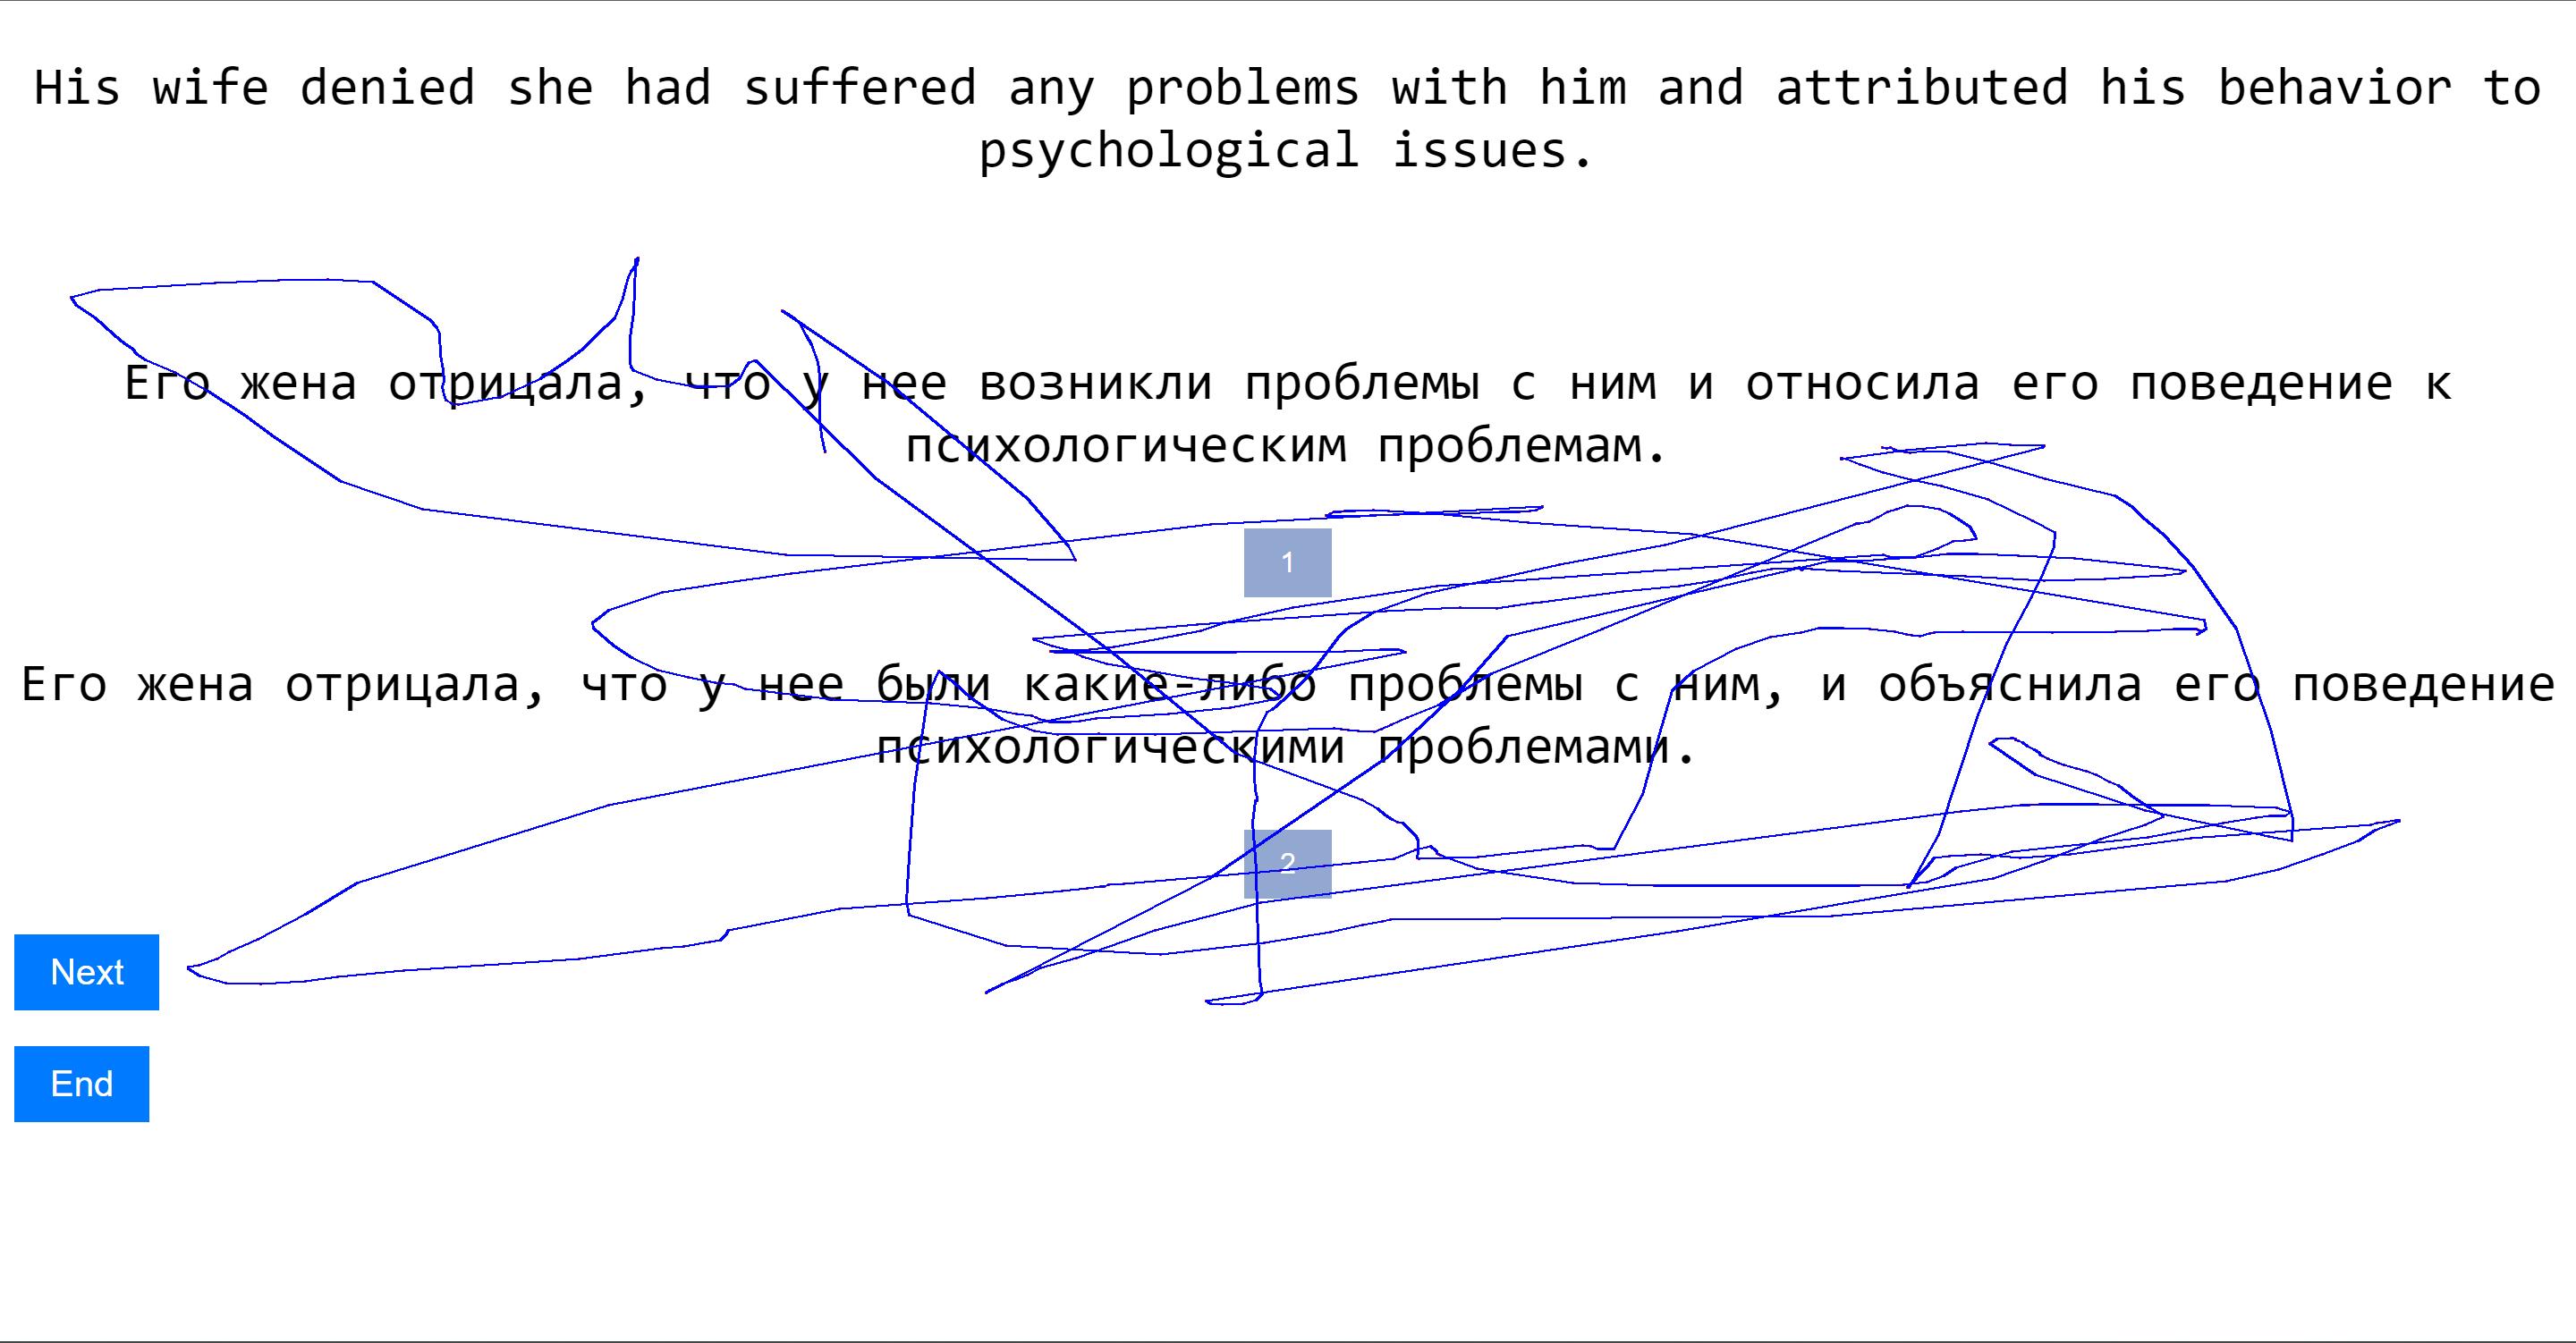 His wife denied she had suffered any problems with him and attributed his behavior to
psychological issues.
Его жена отрицала, что у нее возникли проблемы с ним и относила его поведение к
психологическим проблемам.
1
Его жена отрицала, что у нее были какие-либо проблемы с ним, и объяснила его поведение
психологическими проблемами.
2
Next
End